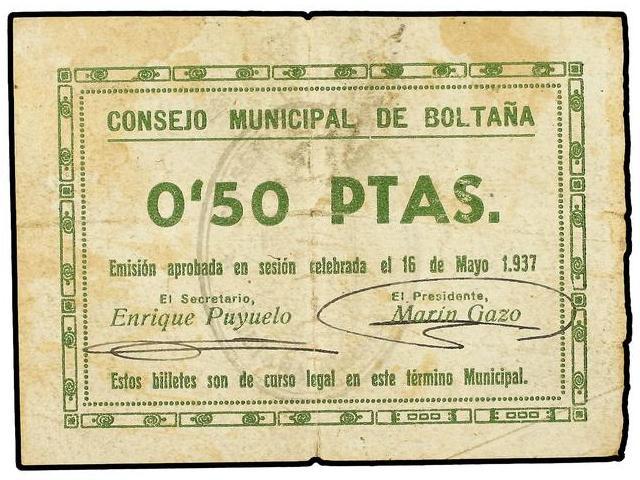 CONSEJO MUNICIPAL DE BOLTAÑA
0'50 PTAS.
Emisión aprobada en sesión celebrada el 16 de Mayo 1.937
El Secretario,
Enrique Puyuelo
El Presidente,
Marín Gazo
Estos billetes son de curso legal en este término Municipal.